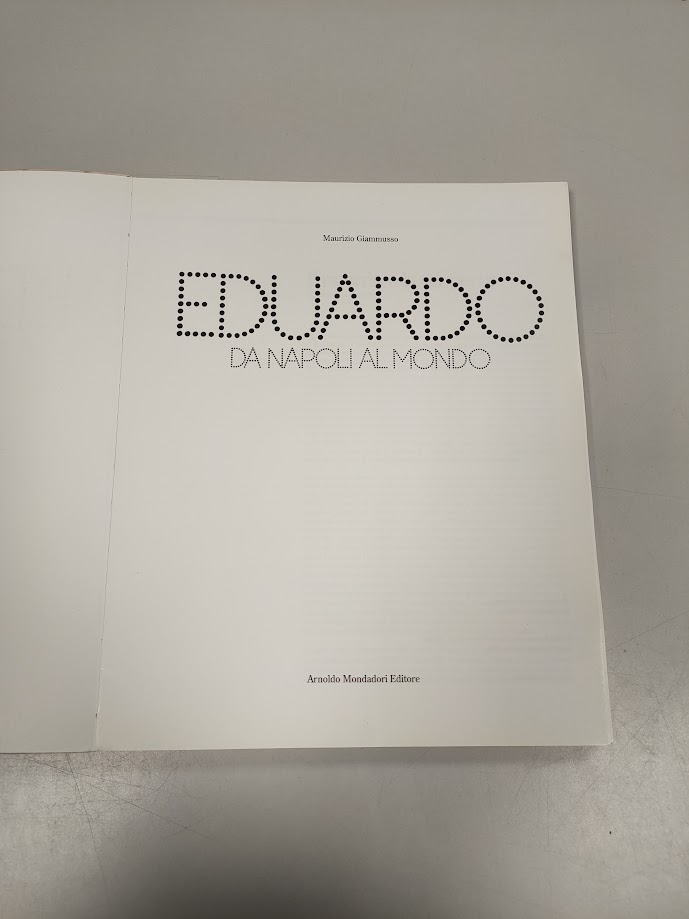 Maurizio Giammusso
EDUARDO
DA NAPOLI AL MONDO
Arnoldo Mondadori Editore